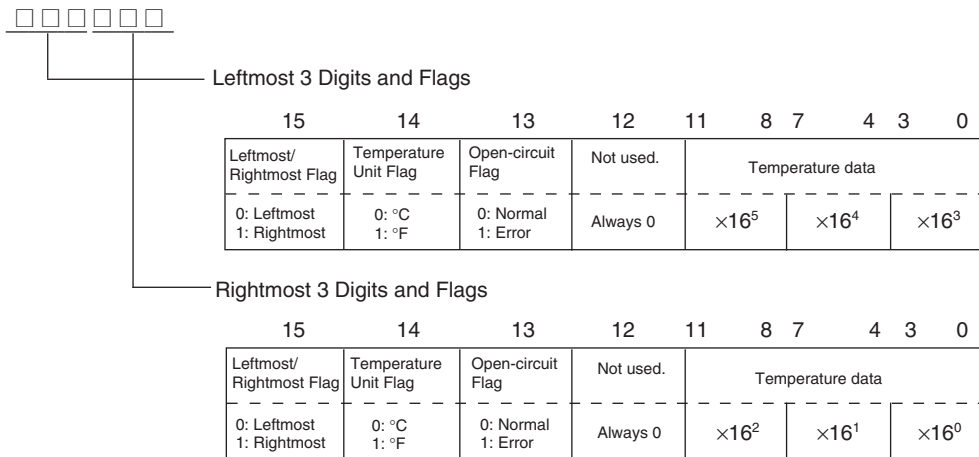 □□□□□□
Leftmost 3 Digits and Flags
15 14 13 12 11 8 7 4 3 0
Leftmost/ Temperature Open-circuit Not used. Temperature data
Rightmost Flag Unit Flag Flag
0: Leftmost 0: °C 0: Normal Always 0 ×16⁵ ×16⁴ ×16³
1: Rightmost 1: °F 1: Error
Rightmost 3 Digits and Flags
15 14 13 12 11 8 7 4 3 0
Leftmost/ Temperature Open-circuit Not used. Temperature data
Rightmost Flag Unit Flag Flag
0: Leftmost 0: °C 0: Normal Always 0 ×16² ×16¹ ×16⁰
1: Rightmost 1: °F 1: Error